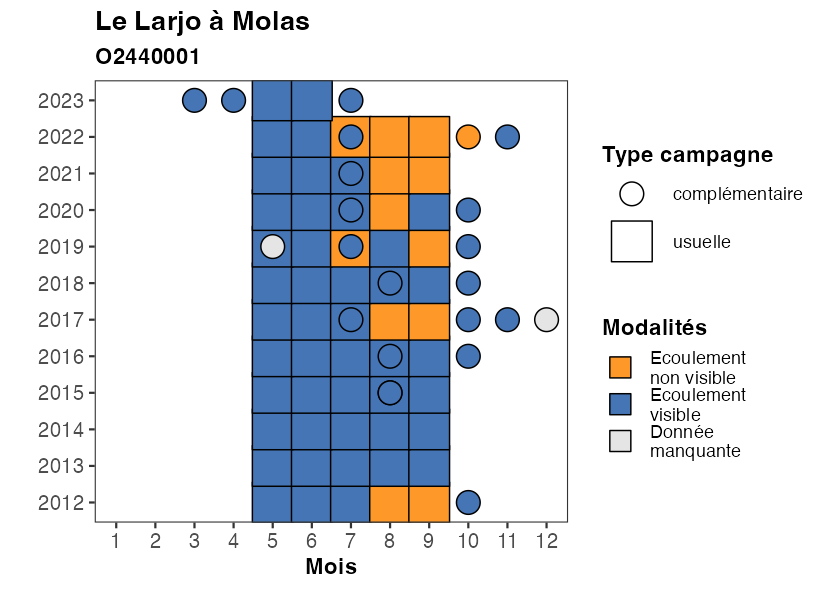 Le Larjo à Molas
O2440001
2023
2022
2021
2020
2019
2018
2017
2016
2015
2014
2013
2012
1 2 3 4 5 6 7 8 9 10 11 12
Mois
Type campagne
complémentaire
usuelle
Modalités
Ecoulement
non visible
Ecoulement
visible
Donnée
manquante